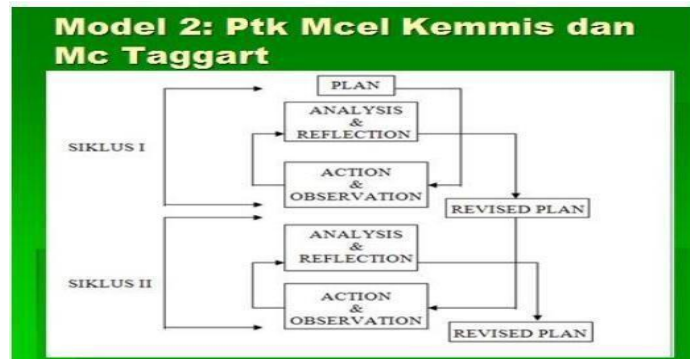 Model 2: Ptk Mcel Kemmis dan
Mc Taggart
PLAN
ANALYSIS
&
REFLECTION
SIKLUS I
ACTION
&
OBSERVATION
REVISED PLAN
ANALYSIS
&
REFLECTION
SIKLUS II
ACTION
&
OBSERVATION
REVISED PLAN